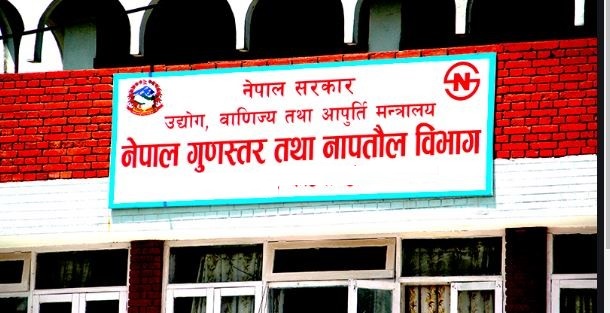 नेपाल सरकार
उद्योग, वाणिज्य तथा आपुर्ति मन्त्रालय
नेपाल गुणस्तर तथा नापतौल विभाग